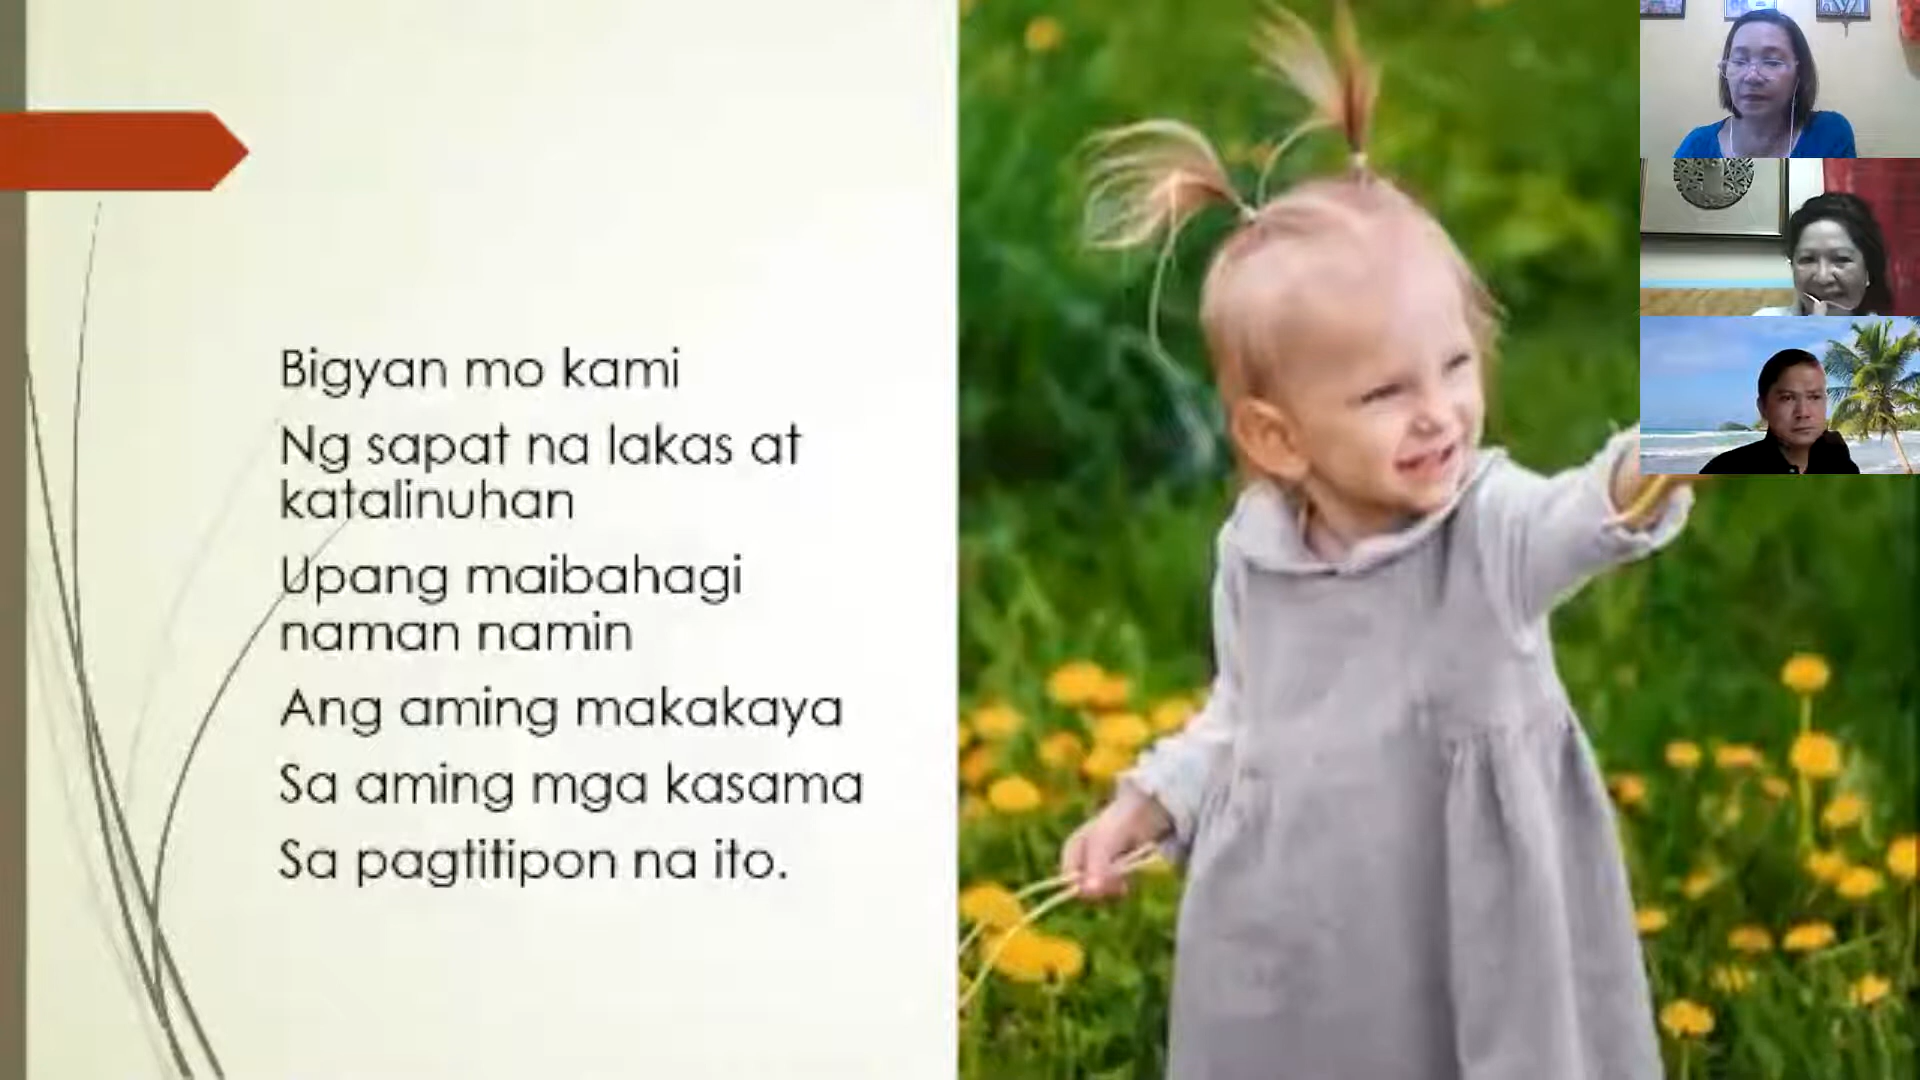 Bigyan mo kami
Ng sapat na lakas at
katalinuhan
Upang maibahagi
naman namin
Ang aming makakaya
Sa aming mga kasama
Sa pagtitipon na ito.